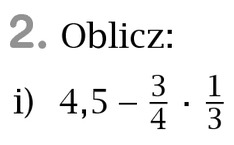 2. Oblicz:
i) 4,5 − 3/4 · 1/3